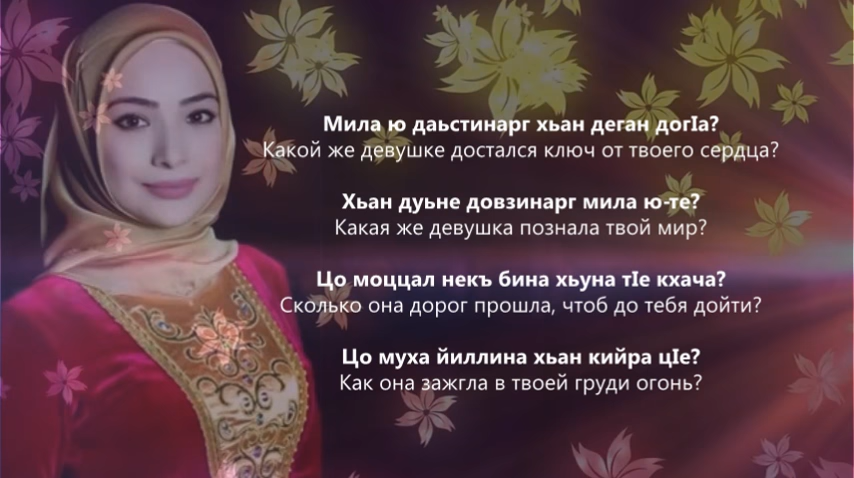 Мила ю даьстинарг хьан деган догIа?
Какой же девушке достался ключ от твоего сердца?
Хьан дуьне довзинарг мила ю-те?
Какая же девушка познала твой мир?
Цо моццал некъ бина хьуна тIе кхача?
Сколько она дорог прошла, чтоб до тебя дойти?
Цо муха йиллина хьан кийра цIе?
Как она зажгла в твоей груди огонь?